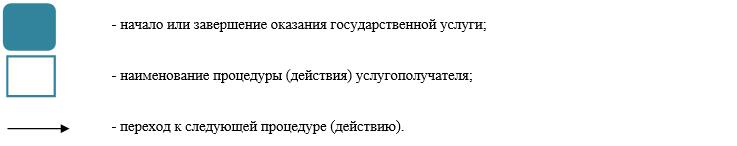 - начало или завершение оказания государственной услуги;
- наименование процедуры (действия) услугополучателя;
- переход к следующей процедуре (действию).